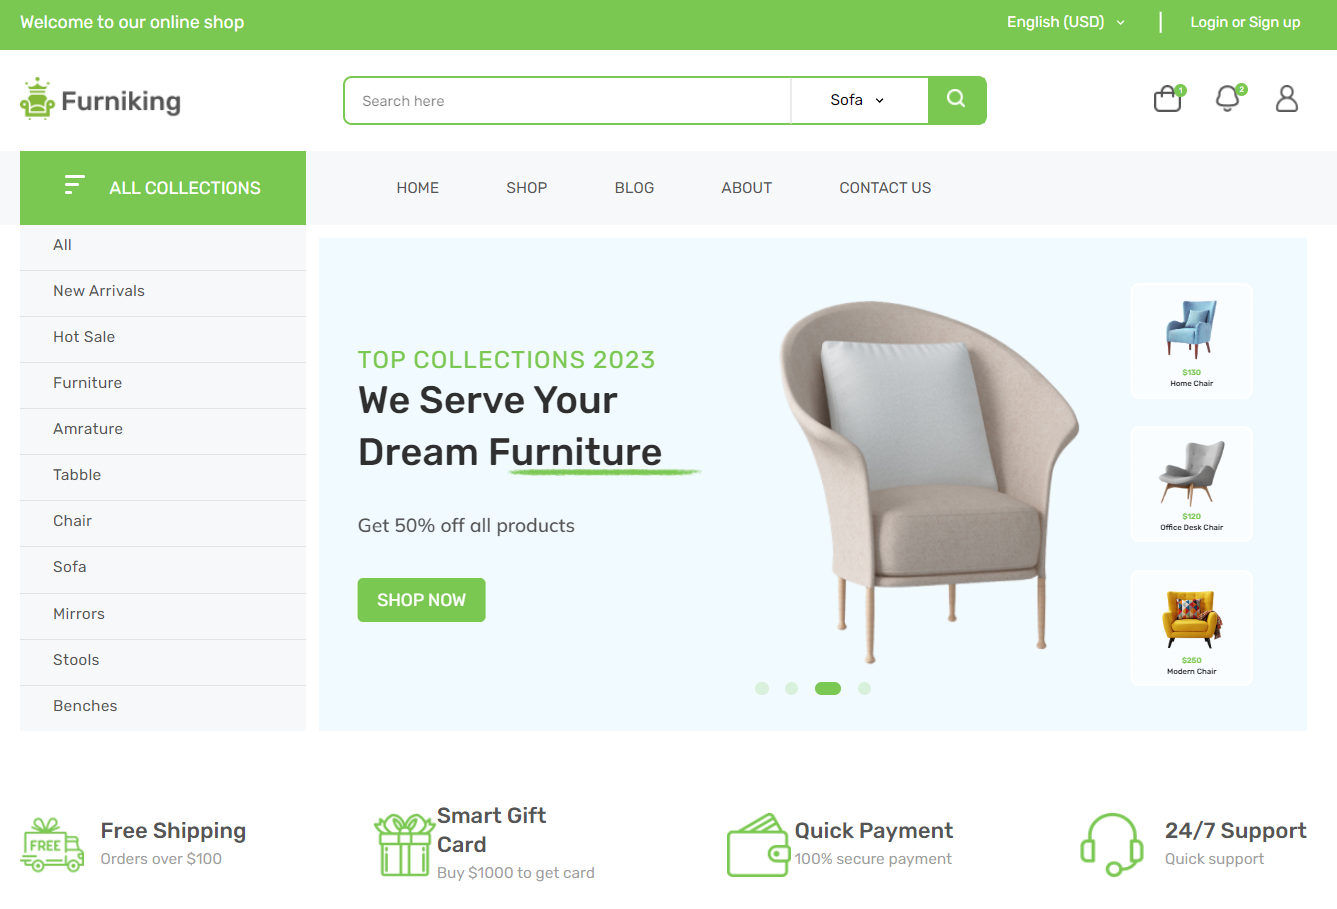 Welcome to our online shop
English (USD)
Login or Sign up
Furniking
Search here
Sofa
1
2
ALL COLLECTIONS
HOME
SHOP
BLOG
ABOUT
CONTACT US
All
New Arrivals
Hot Sale
Furniture
Amrature
Tabble
Chair
Sofa
Mirrors
Stools
Benches
TOP COLLECTIONS 2023
We Serve Your
Dream Furniture
Get 50% off all products
SHOP NOW
$130
Home Chair
$120
Office Desk Chair
$250
Modern Chair
FREE
Free Shipping
Orders over $100
Smart Gift
Card
Buy $1000 to get card
Quick Payment
100% secure payment
24/7 Support
Quick support